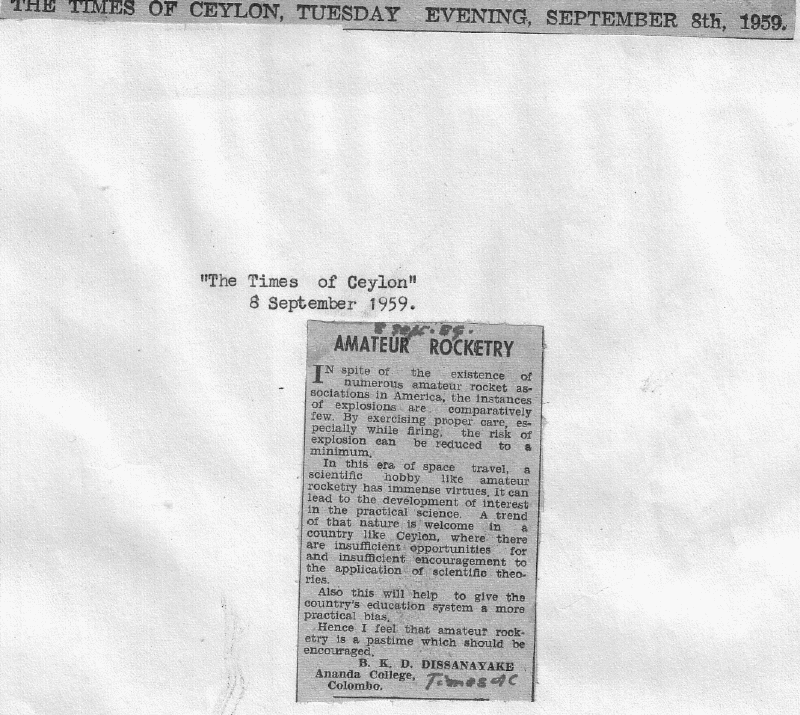 THE TIMES OF CEYLON, TUESDAY EVENING, SEPTEMBER 8th, 1959.
"The Times of Ceylon"
8 September 1959.
AMATEUR ROCKETRY
IN spite of the existence of
numerous amateur rocket as-
sociations in America, the instances
of explosions are comparatively
few. By exercising proper care, es-
pecially while firing, the risk of
explosion can be reduced to a
minimum.
In this era of space travel, a
scientific hobby like amateur
rocketry has immense virtues. It can
lead to the development of interest
in the practical science. A trend
of that nature is welcome in a
country like Ceylon, where there
are insufficient opportunities for
and insufficient encouragement to
the application of scientific theo-
ries.
Also this will help to give the
country's education system a more
practical bias.
Hence I feel that amateur rock-
etry is a pastime which should be
encouraged.
B. K. D. DISSANAYAKE
Ananda College,
Colombo.
Times of C